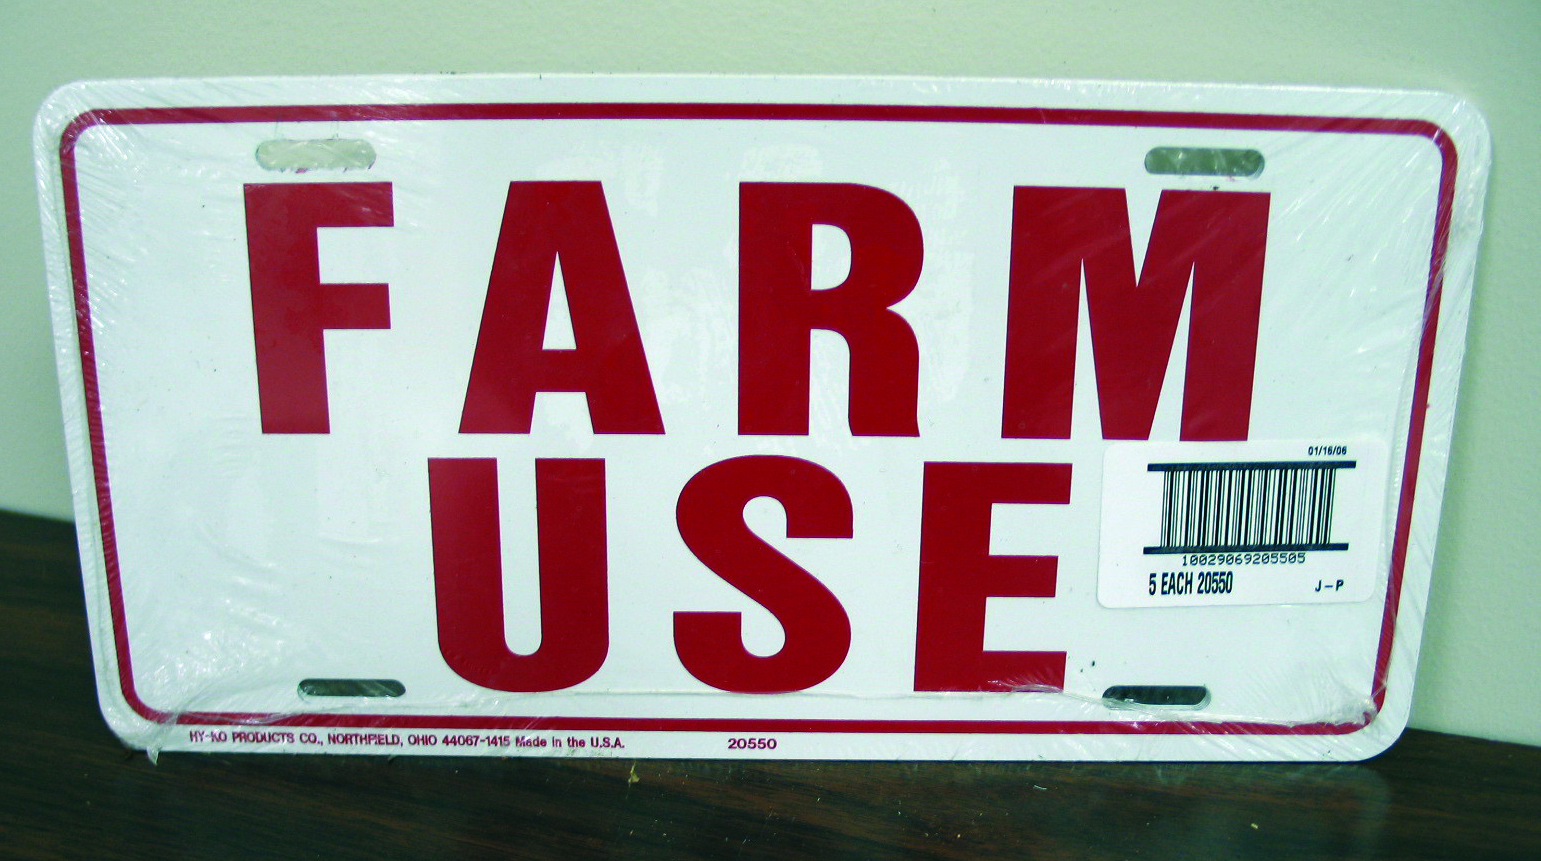 FARM
USE
01/16/06
10029069205505
5 EACH 20550 J-P
HY-KO PRODUCTS CO., NORTHFIELD, OHIO 44067-1415 Made in the U.S.A. 20550